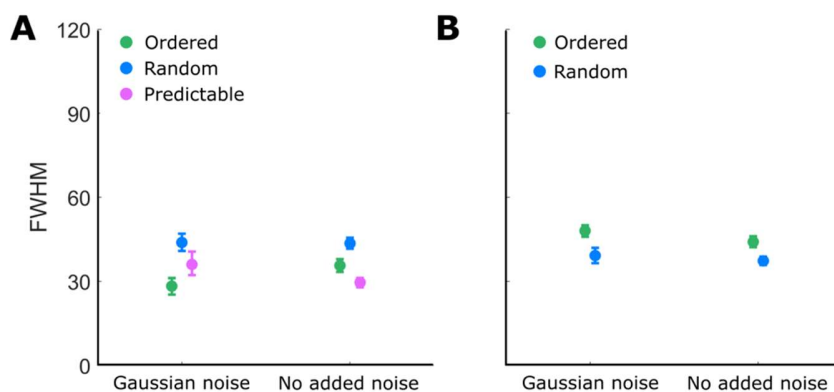 A
B
Ordered
Random
Predictable
Ordered
Random
FWHM
120
90
60
30
0
Gaussian noise
No added noise
Gaussian noise
No added noise